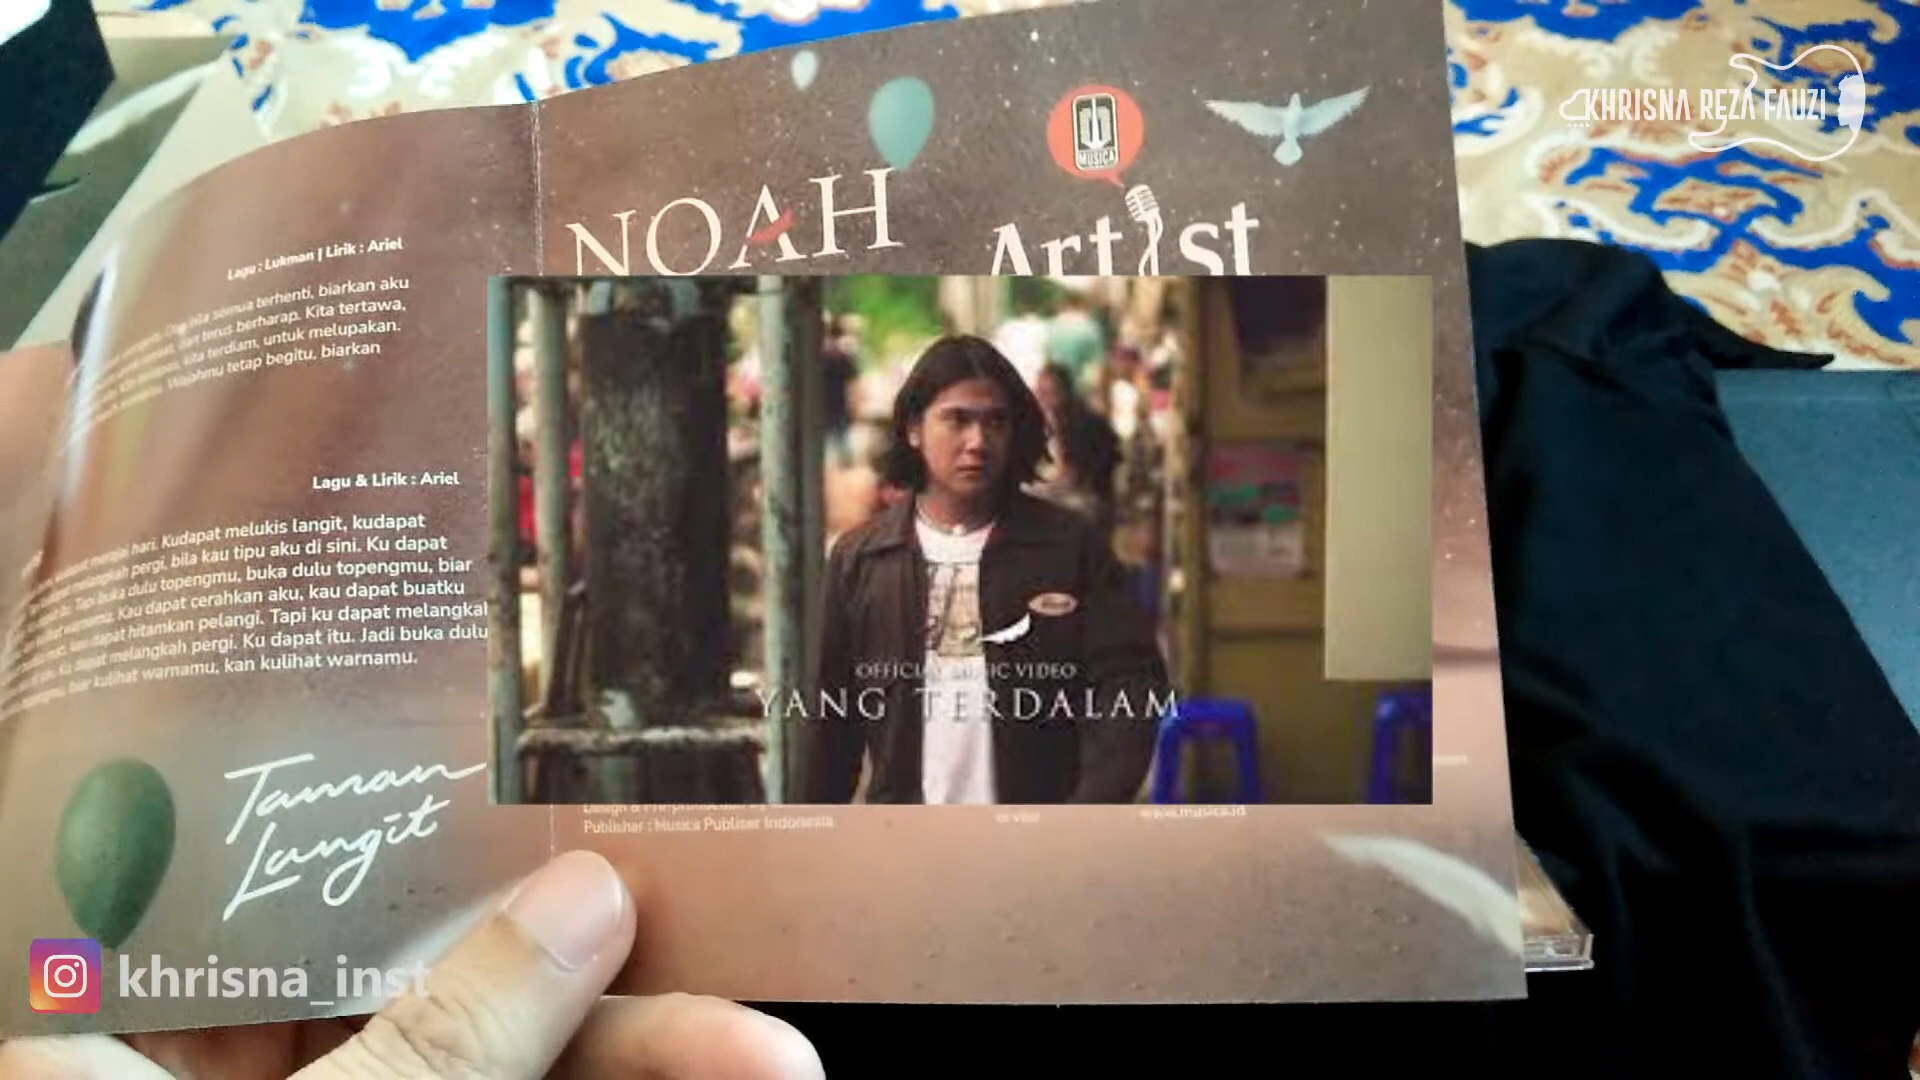 KHRISNA REZA FAUZI
MUSICA
NOAH
Artist
Lagu : Lukman | Lirik : Ariel
semua terhenti, biarkan aku
terus berharap. Kita tertawa,
kita terdiam, untuk melupakan.
Wajahmu tetap begitu, biarkan
Lagu & Lirik : Ariel
hari. Kudapat melukis langit, kudapat
melangkah pergi, bila kau tipu aku di sini. Ku dapat
itu. Tapi buka dulu topengmu, buka dulu topengmu, biar
warnamu. Kau dapat cerahkan aku, kau dapat buatku
kau dapat hitamkan pelangi. Tapi ku dapat melangkah
Ku dapat melangkah pergi. Ku dapat itu. Jadi buka dulu
biar kulihat warnamu, kan kulihat warnamu.
OFFICIAL MUSIC VIDEO
YANG TERDALAM
Publisher : Musica Publiser Indonesia
www.musica.id
Taman
Langit
khrisna_inst